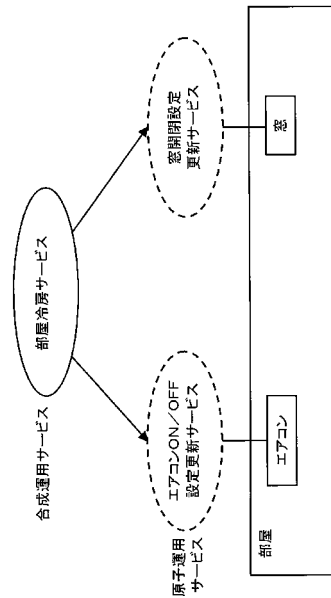 合成運用サービス
部屋冷房サービス
原子運用
サービス
エアコンON／OFF
設定更新サービス
窓開閉設定
更新サービス
部屋
エアコン
窓